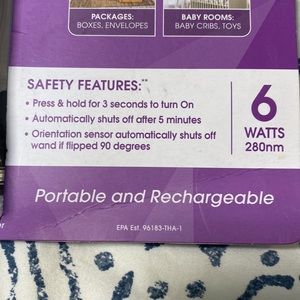 PACKAGES:
BOXES, ENVELOPES
BABY ROOMS:
BABY CRIBS, TOYS
SAFETY FEATURES:**
• Press & hold for 3 seconds to turn On
• Automatically shuts off after 5 minutes
• Orientation sensor automatically shuts off
wand if flipped 90 degrees
6
WATTS
280nm
Portable and Rechargeable
EPA Est. 96183-THA-1